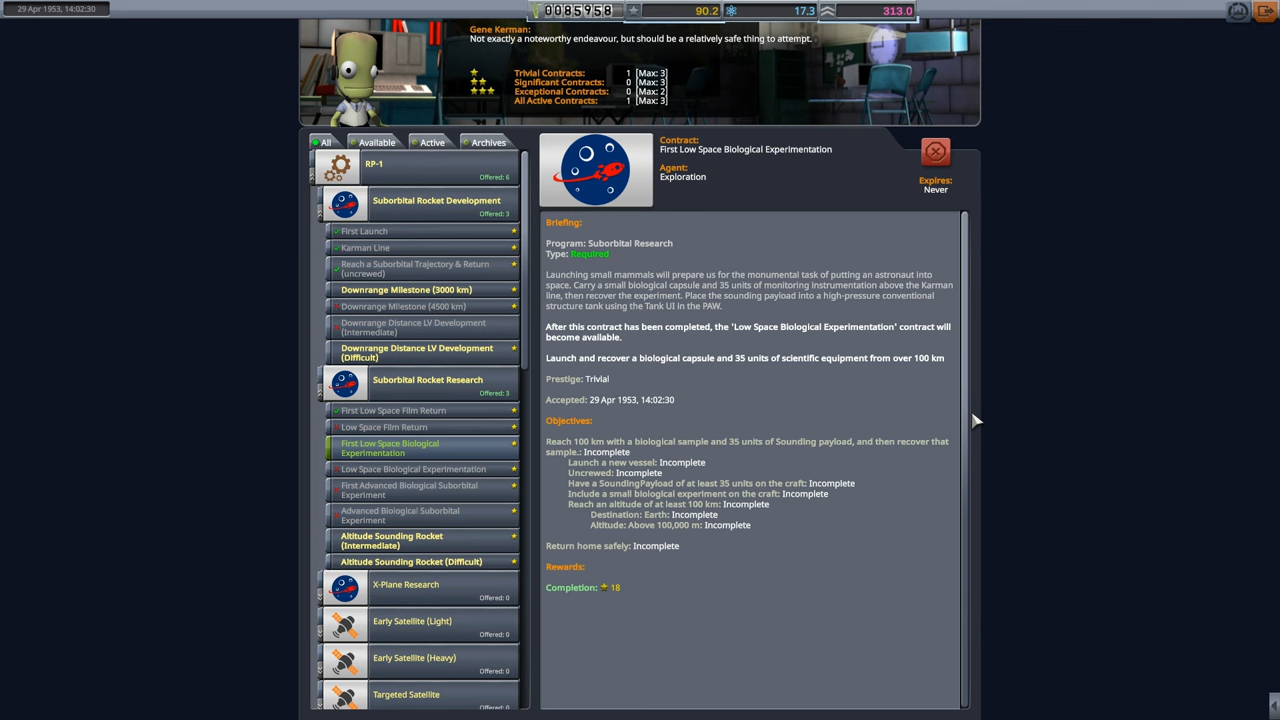 29 Apr 1953, 14:02:30
0085958
90.2
17.3
313.0
Gene Kerman:
Not exactly a noteworthy endeavour, but should be a relatively safe thing to attempt.
Trivial Contracts: 1 [Max: 3]
Significant Contracts: 0 [Max: 3]
Exceptional Contracts: 0 [Max: 2]
All Active Contracts: 1 [Max: 3]
All
Available
Active
Archives
RP-1
Offered: 6
Suborbital Rocket Development
Offered: 3
First Launch
Karman Line
Reach a Suborbital Trajectory & Return
(uncrewed)
Downrange Milestone (3000 km)
Downrange Milestone (4500 km)
Downrange Distance LV Development
(Intermediate)
Downrange Distance LV Development
(Difficult)
Suborbital Rocket Research
Offered: 3
First Low Space Film Return
Low Space Film Return
First Low Space Biological
Experimentation
Low Space Biological Experimentation
First Advanced Biological Suborbital
Experiment
Advanced Biological Suborbital
Experiment
Altitude Sounding Rocket
(Intermediate)
Altitude Sounding Rocket (Difficult)
X-Plane Research
Offered: 0
Early Satellite (Light)
Offered: 0
Early Satellite (Heavy)
Offered: 0
Targeted Satellite
Offered: 0
Contract:
First Low Space Biological Experimentation
Agent:
Exploration
Expires:
Never
Briefing:
Program: Suborbital Research
Type: Required
Launching small mammals will prepare us for the monumental task of putting an astronaut into
space. Carry a small biological capsule and 35 units of monitoring instrumentation above the Karman
line, then recover the experiment. Place the sounding payload into a high-pressure conventional
structure tank using the Tank UI in the PAW.
After this contract has been completed, the 'Low Space Biological Experimentation' contract will
become available.
Launch and recover a biological capsule and 35 units of scientific equipment from over 100 km
Prestige: Trivial
Accepted: 29 Apr 1953, 14:02:30
Objectives:
Reach 100 km with a biological sample and 35 units of Sounding payload, and then recover that
sample.: Incomplete
Launch a new vessel: Incomplete
Uncrewed: Incomplete
Have a SoundingPayload of at least 35 units on the craft: Incomplete
Include a small biological experiment on the craft: Incomplete
Reach an altitude of at least 100 km: Incomplete
Destination: Earth: Incomplete
Altitude: Above 100,000 m: Incomplete
Return home safely: Incomplete
Rewards:
Completion: 18